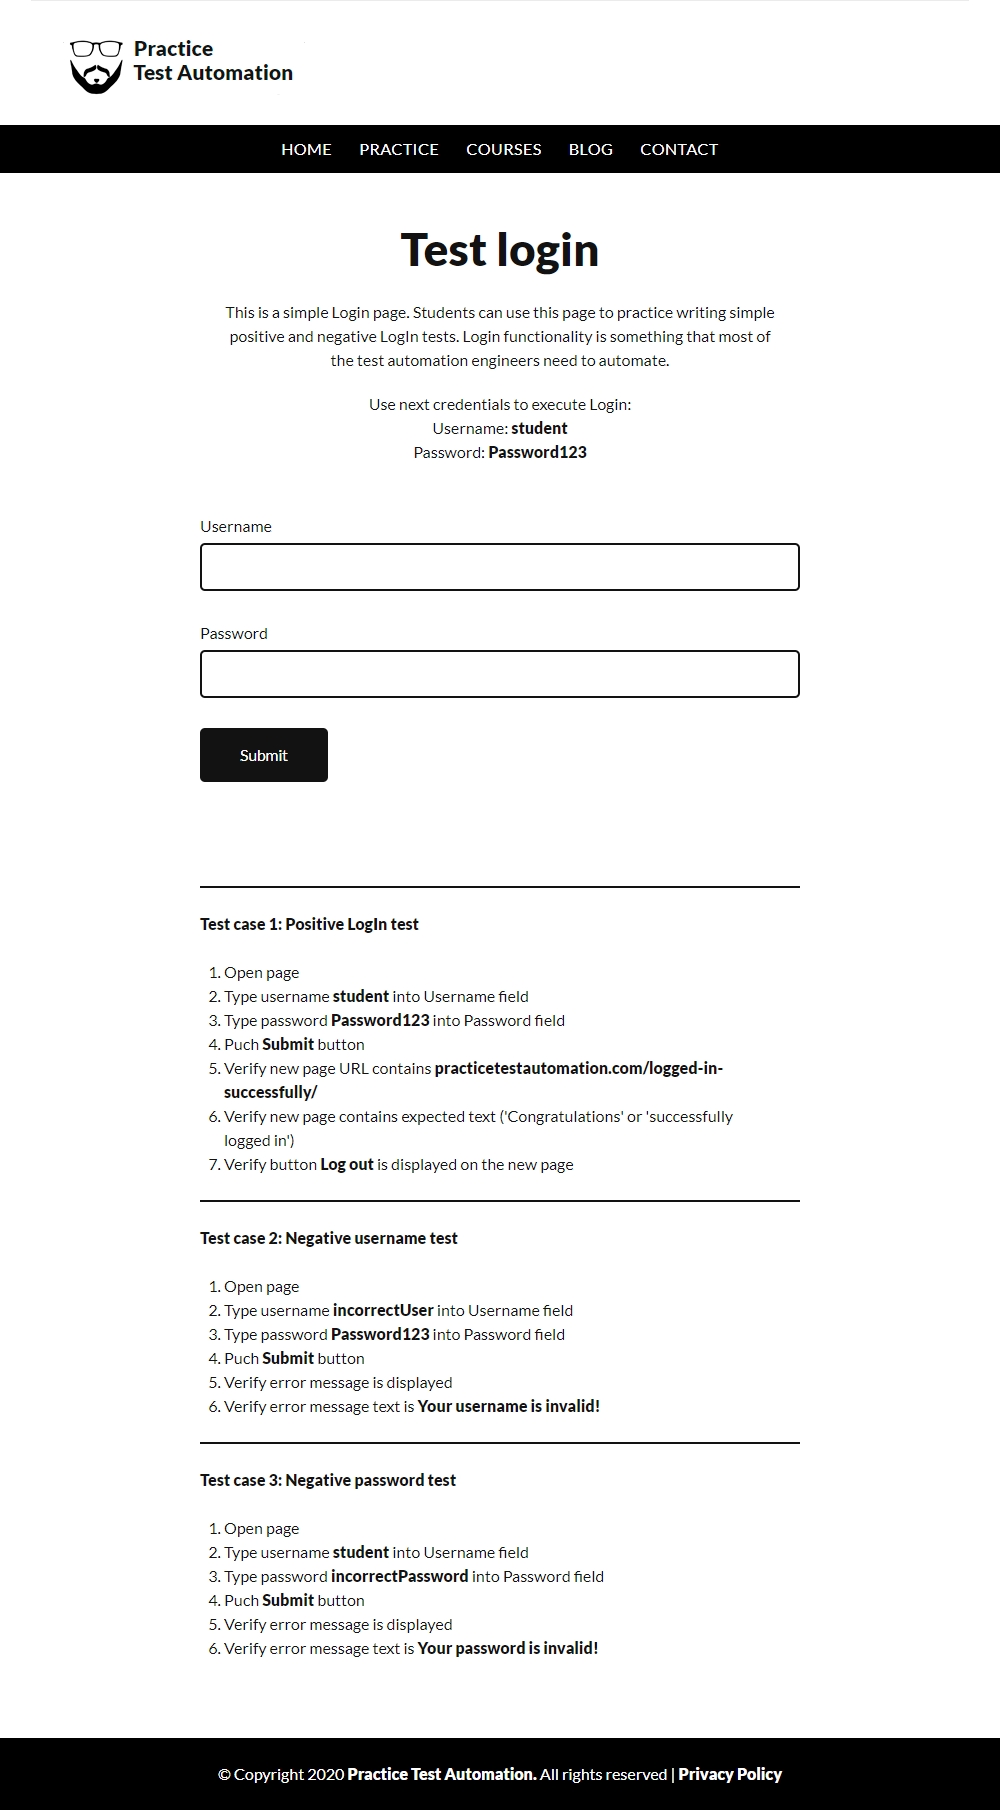 Practice
Test Automation
HOME PRACTICE COURSES BLOG CONTACT
Test login
This is a simple Login page. Students can use this page to practice writing simple
positive and negative LogIn tests. Login functionality is something that most of
the test automation engineers need to automate.
Use next credentials to execute Login:
Username: student
Password: Password123
Username
Password
Submit
Test case 1: Positive LogIn test
1. Open page
2. Type username student into Username field
3. Type password Password123 into Password field
4. Puch Submit button
5. Verify new page URL contains practicetestautomation.com/logged-in-
successfully/
6. Verify new page contains expected text ('Congratulations' or 'successfully
logged in')
7. Verify button Log out is displayed on the new page
Test case 2: Negative username test
1. Open page
2. Type username incorrectUser into Username field
3. Type password Password123 into Password field
4. Puch Submit button
5. Verify error message is displayed
6. Verify error message text is Your username is invalid!
Test case 3: Negative password test
1. Open page
2. Type username student into Username field
3. Type password incorrectPassword into Password field
4. Puch Submit button
5. Verify error message is displayed
6. Verify error message text is Your password is invalid!
© Copyright 2020 Practice Test Automation. All rights reserved | Privacy Policy